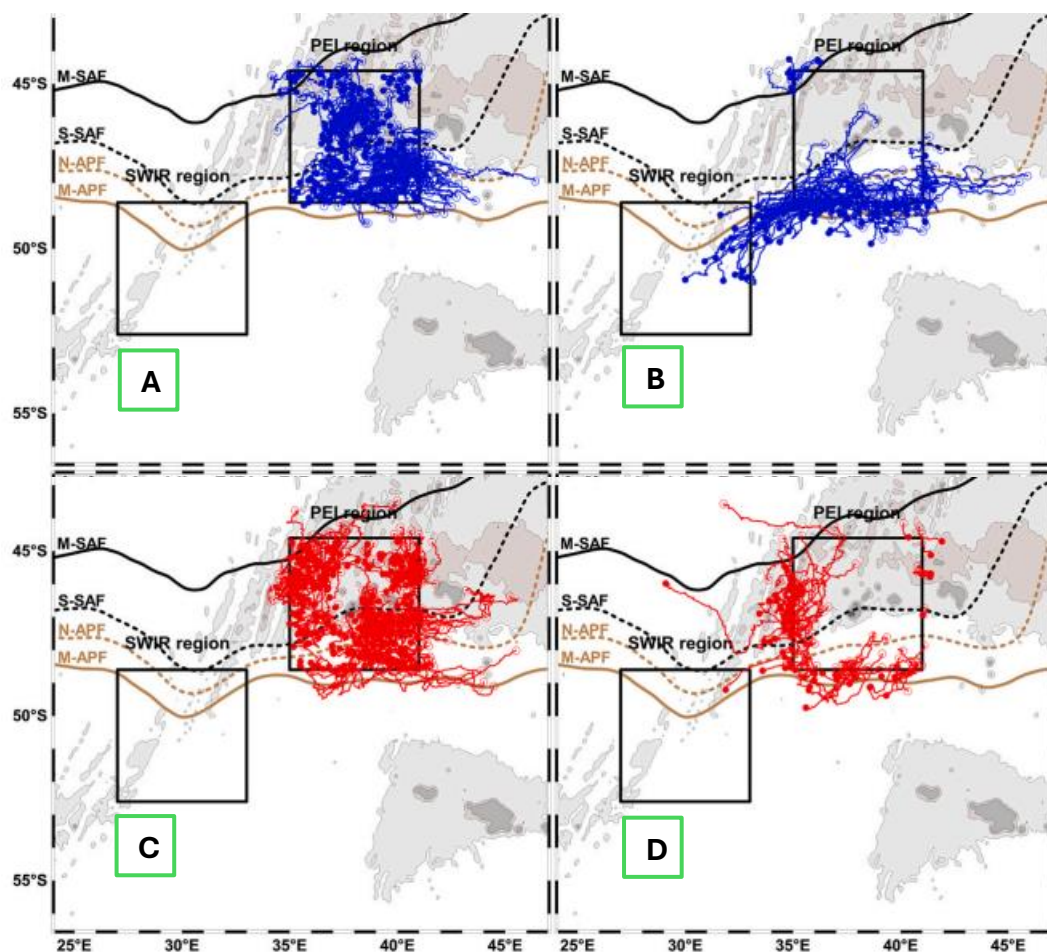 PEI region
PEI region
45°S
M-SAF
M-SAF
S-SAF
S-SAF
N-APF
SWIR region
N-APF
SWIR region
M-APF
M-APF
50°S
A
B
55°S
PEI region
PEI region
45°S
M-SAF
M-SAF
S-SAF
S-SAF
N-APF
SWIR region
N-APF
SWIR region
M-APF
M-APF
50°S
C
D
55°S
25°E 30°E 35°E 40°E 45°E 25°E 30°E 35°E 40°E 45°E